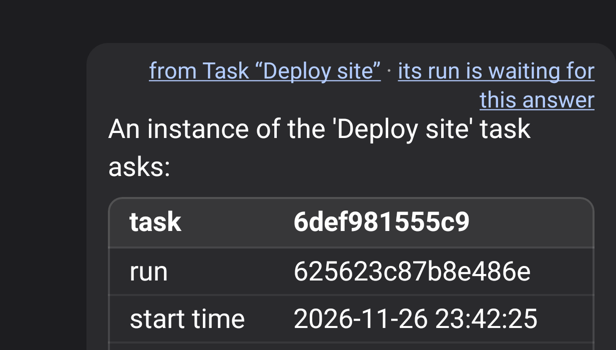 from Task “Deploy site” · its run is waiting for
this answer
An instance of the 'Deploy site' task
asks:
task 6def981555c9
run 625623c87b8e486e
start time 2026-11-26 23:42:25